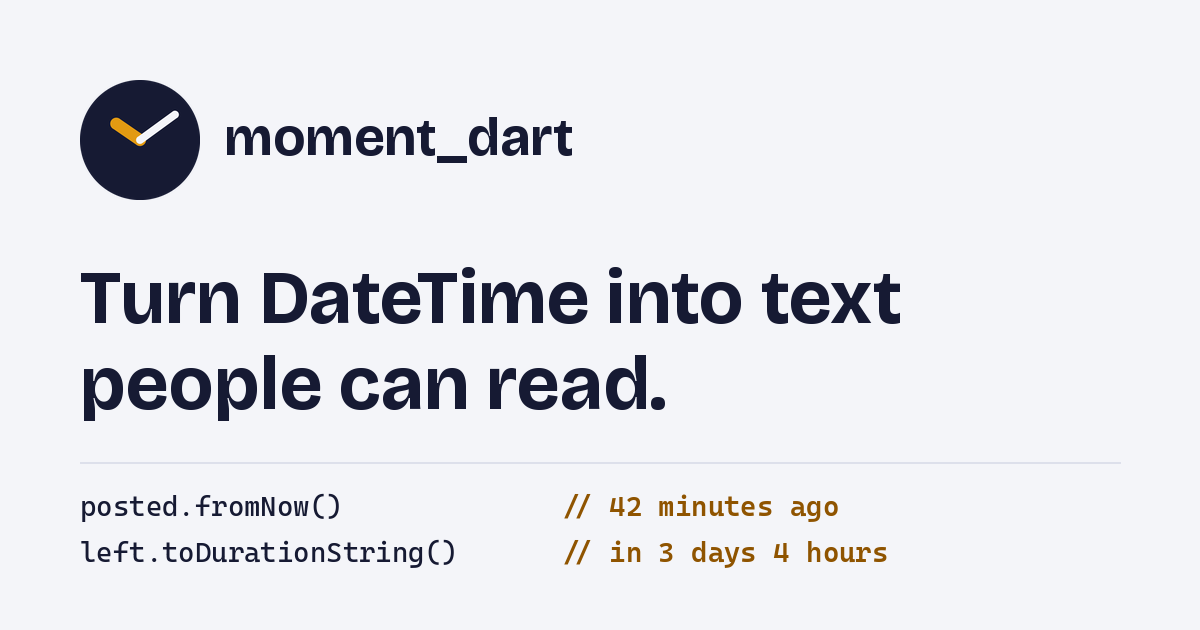 moment_dart
Turn DateTime into text
people can read.
posted.fromNow() // 42 minutes ago
left.toDurationString() // in 3 days 4 hours